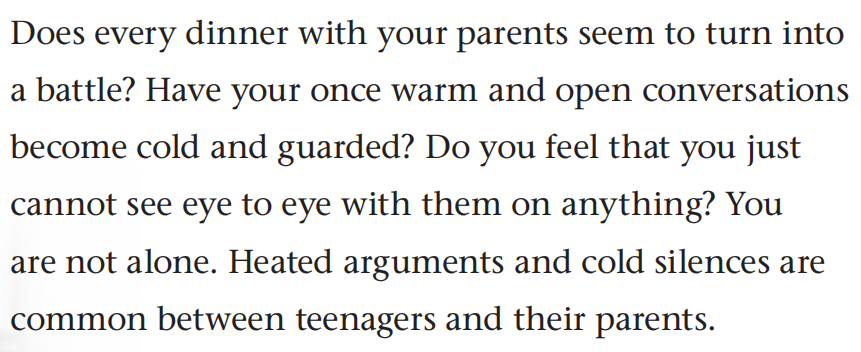 Does every dinner with your parents seem to turn into
a battle? Have your once warm and open conversations
become cold and guarded? Do you feel that you just
cannot see eye to eye with them on anything? You
are not alone. Heated arguments and cold silences are
common between teenagers and their parents.